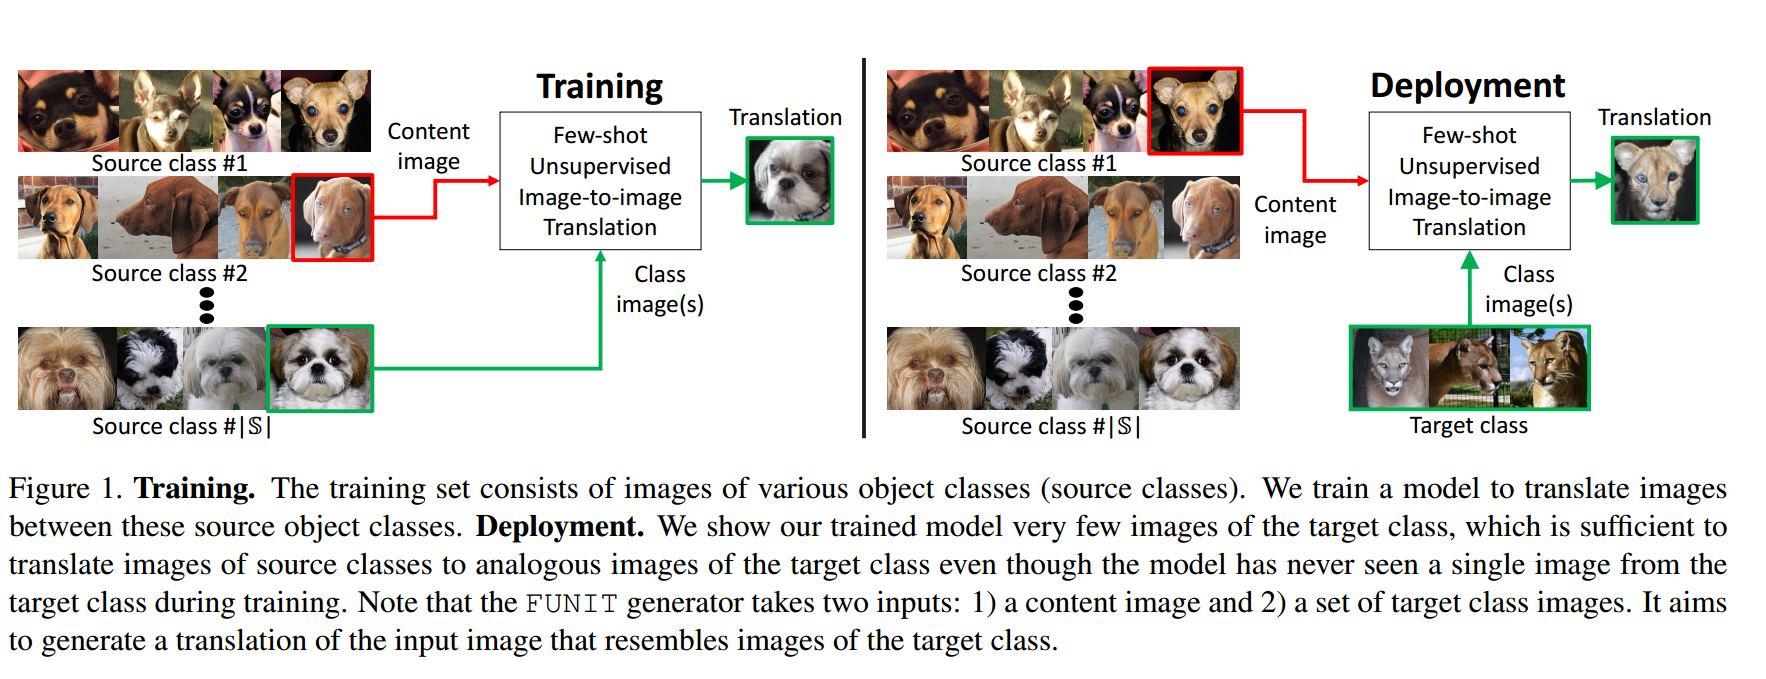 Training
Content
image
Few-shot
Unsupervised
Image-to-image
Translation
Translation
Source class #1
Source class #2
Class
image(s)
Source class #|𝕊|
Deployment
Source class #1
Content
image
Few-shot
Unsupervised
Image-to-image
Translation
Translation
Source class #2
Class
image(s)
Source class #|𝕊|
Target class
Figure 1. Training. The training set consists of images of various object classes (source classes). We train a model to translate images
between these source object classes. Deployment. We show our trained model very few images of the target class, which is sufficient to
translate images of source classes to analogous images of the target class even though the model has never seen a single image from the
target class during training. Note that the FUNIT generator takes two inputs: 1) a content image and 2) a set of target class images. It aims
to generate a translation of the input image that resembles images of the target class.